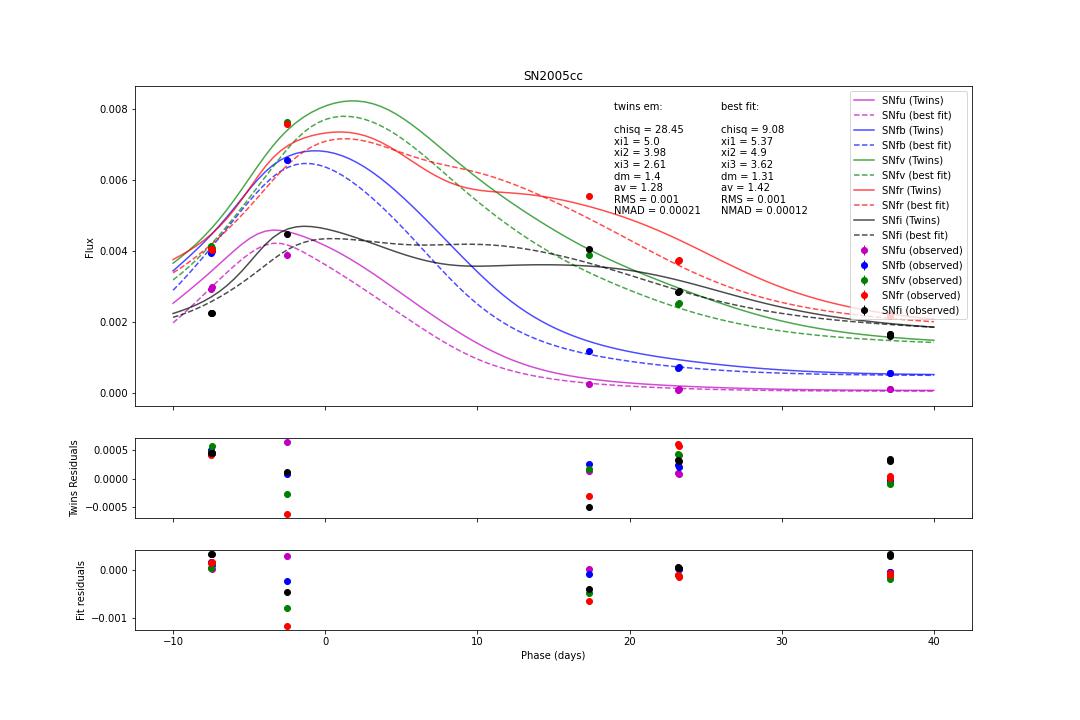 SN2005cc
0.008
0.006
0.004
0.002
0.000
Flux
twins em:
chisq = 28.45
xi1 = 5.0
xi2 = 3.98
xi3 = 2.61
dm = 1.4
av = 1.28
RMS = 0.001
NMAD = 0.00021
best fit:
chisq = 9.08
xi1 = 5.37
xi2 = 4.9
xi3 = 3.62
dm = 1.31
av = 1.42
RMS = 0.001
NMAD = 0.00012
SNfu (Twins)
SNfu (best fit)
SNfb (Twins)
SNfb (best fit)
SNfv (Twins)
SNfv (best fit)
SNfr (Twins)
SNfr (best fit)
SNfi (Twins)
SNfi (best fit)
SNfu (observed)
SNfb (observed)
SNfv (observed)
SNfr (observed)
SNfi (observed)
0.0005
0.0000
−0.0005
Twins Residuals
0.000
−0.001
Fit residuals
−10
0
10
20
30
40
Phase (days)